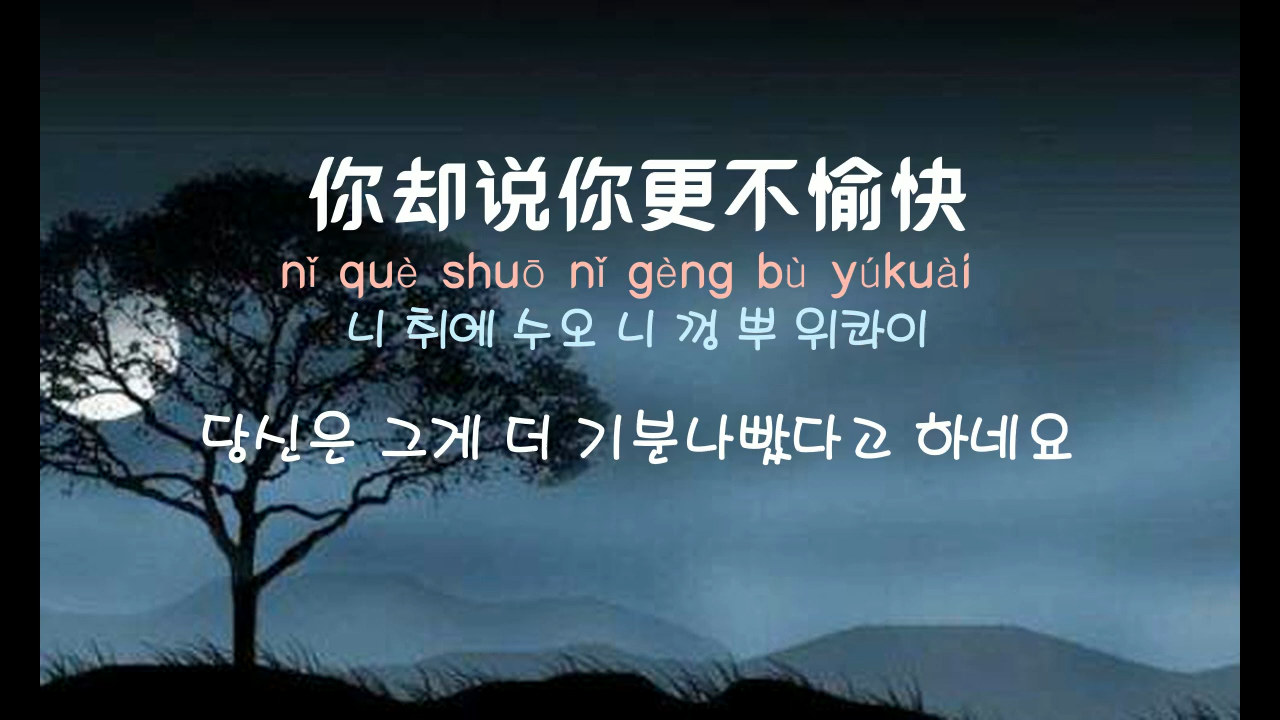 你却说你更不愉快
nǐ què shuō nǐ gèng bù yúkuài
니 취에 수오 니 껑 뿌 위콰이
당신은 그게 더 기분나빴다고 하네요